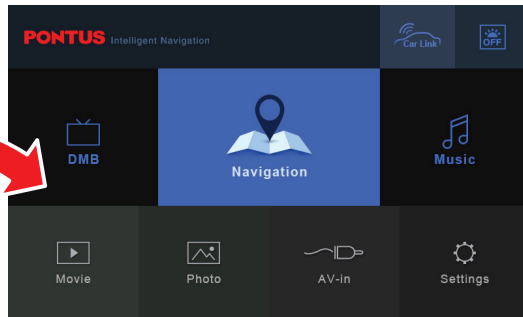 PONTUS Intelligent Navigation
Car Link
OFF
DMB
Navigation
Music
Movie
Photo
AV-in
Settings